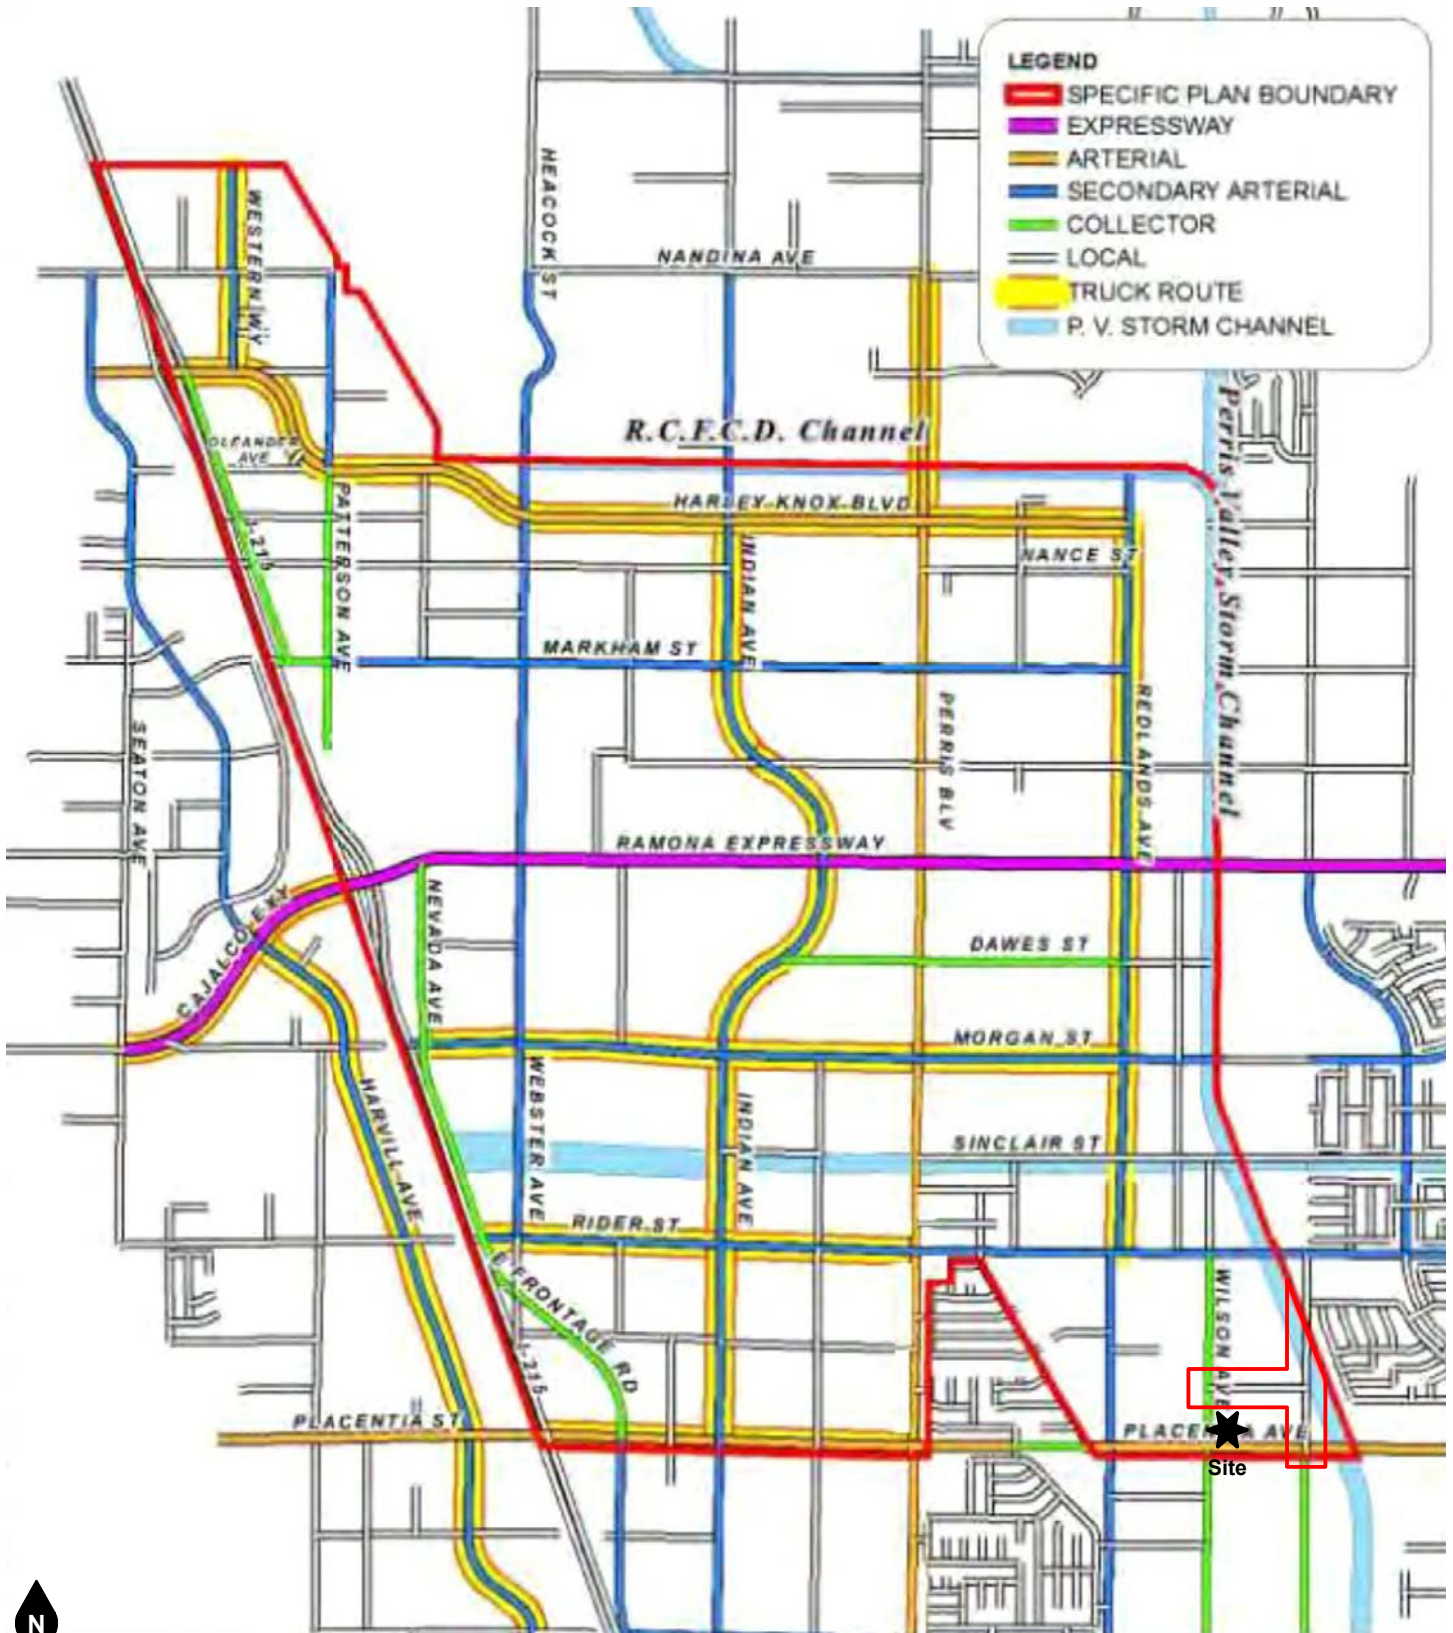 LEGEND
SPECIFIC PLAN BOUNDARY
EXPRESSWAY
ARTERIAL
SECONDARY ARTERIAL
COLLECTOR
LOCAL
TRUCK ROUTE
P. V. STORM CHANNEL
HEACOCK ST
WESTERN WY
NANDINA AVE
R.C.F.C.D. Channel
Perris Valley Storm Channel
OLEANDER
AVE
PATTERSON AVE
HARLEY KNOX BLVD
I-215
INDIAN AVE
NANCE ST
MARKHAM ST
SEATON AVE
PERRIS BLV
REDLANDS AVE
RAMONA EXPRESSWAY
CAJALCO EXY
NEVADA AVE
DAWES ST
MORGAN ST
HARVILL AVE
WEBSTER AVE
INDIAN AVE
SINCLAIR ST
RIDER ST
E FRONTAGE RD
WILSON AVE
I-215
PLACENTIA ST
PLACENTIA AVE
Site
N